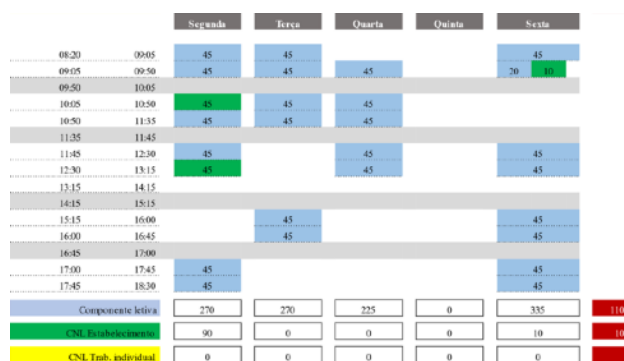 Segunda Terça Quarta Quinta Sexta
08:20 09:05 45 45 45
09:05 09:50 45 45 45 20 10
09:50 10:05
10:05 10:50 45 45 45
10:50 11:35 45 45 45
11:35 11:45
11:45 12:30 45 45 45
12:30 13:15 45 45 45
13:15 14:15
14:15 15:15
15:15 16:00 45 45
16:00 16:45 45 45
16:45 17:00
17:00 17:45 45 45
17:45 18:30 45 45
Componente letiva 270 270 225 0 335 110
CNL Estabelecimento 90 0 0 0 10 10
CNL Trab. individual 0 0 0 0 0